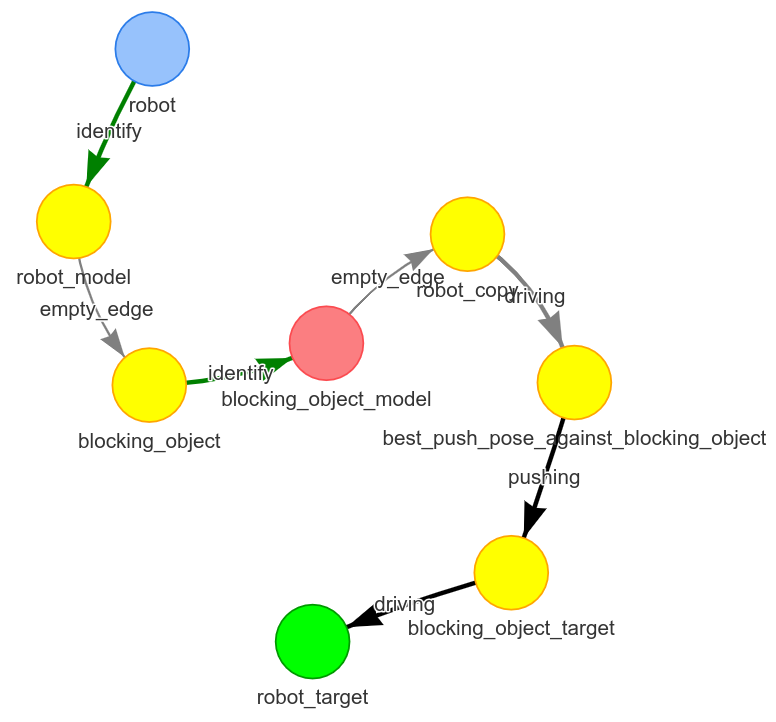 robot
identify
robot_model
empty_edge
blocking_object
identify
blocking_object_model
empty_edge
robot_copy
driving
best_push_pose_against_blocking_object
pushing
blocking_object_target
driving
robot_target